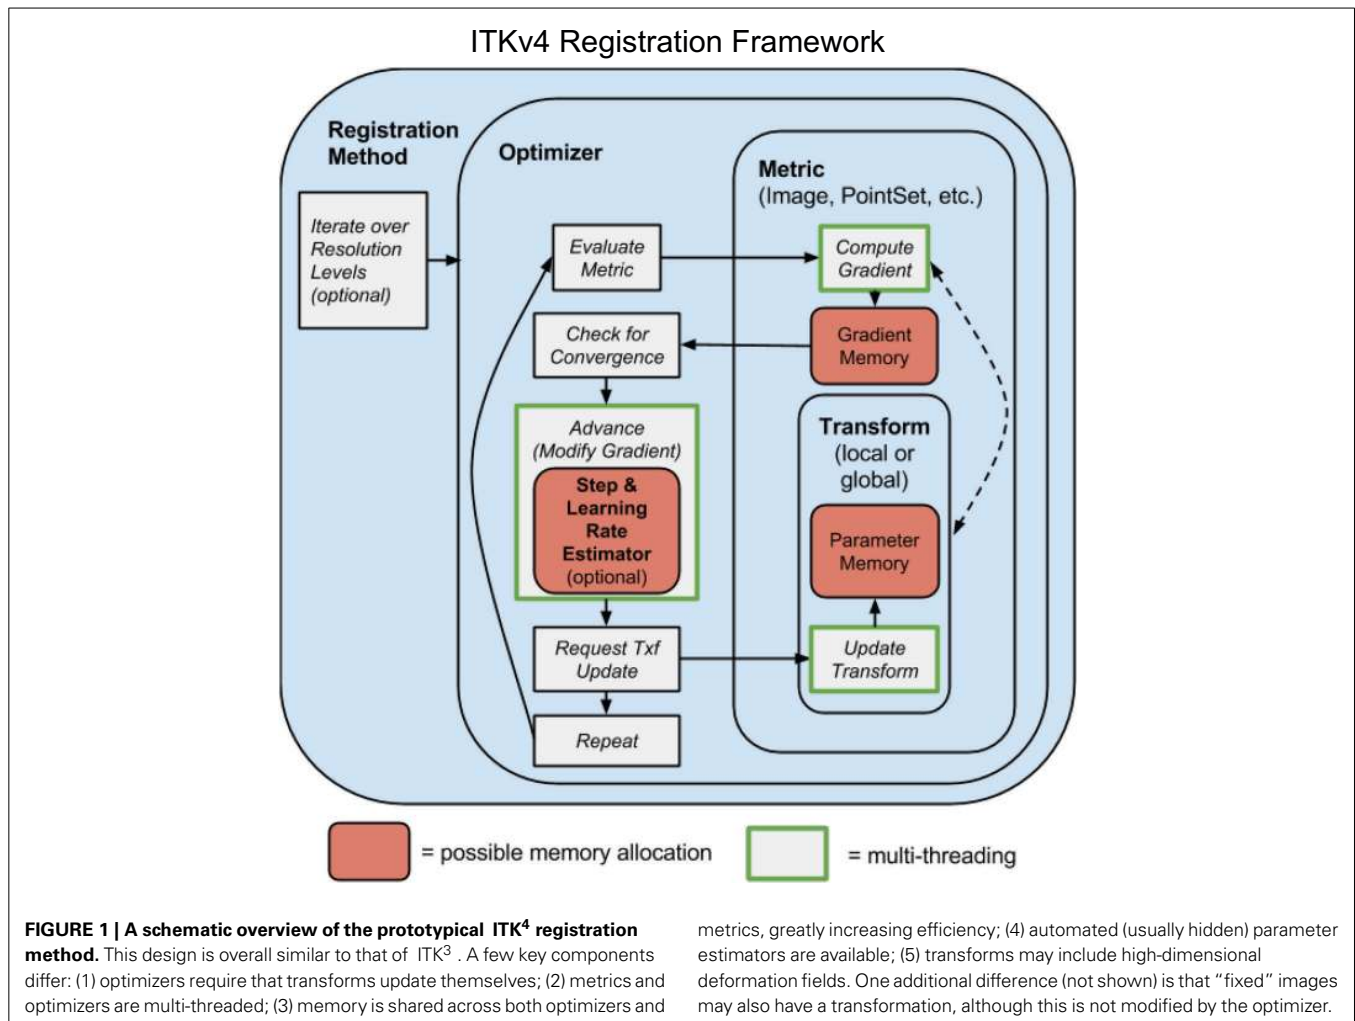 ITKv4 Registration Framework
Registration
Method
Iterate over
Resolution
Levels
(optional)
Optimizer
Evaluate
Metric
Check for
Convergence
Advance
(Modify Gradient)
Step &
Learning
Rate
Estimator
(optional)
Request Txf
Update
Repeat
Metric
(Image, PointSet, etc.)
Compute
Gradient
Gradient
Memory
Transform
(local or
global)
Parameter
Memory
Update
Transform
= possible memory allocation
= multi-threading
FIGURE 1 | A schematic overview of the prototypical ITK⁴ registration
method. This design is overall similar to that of ITK³ . A few key components
differ: (1) optimizers require that transforms update themselves; (2) metrics and
optimizers are multi-threaded; (3) memory is shared across both optimizers and
metrics, greatly increasing efficiency; (4) automated (usually hidden) parameter
estimators are available; (5) transforms may include high-dimensional
deformation fields. One additional difference (not shown) is that “fixed” images
may also have a transformation, although this is not modified by the optimizer.